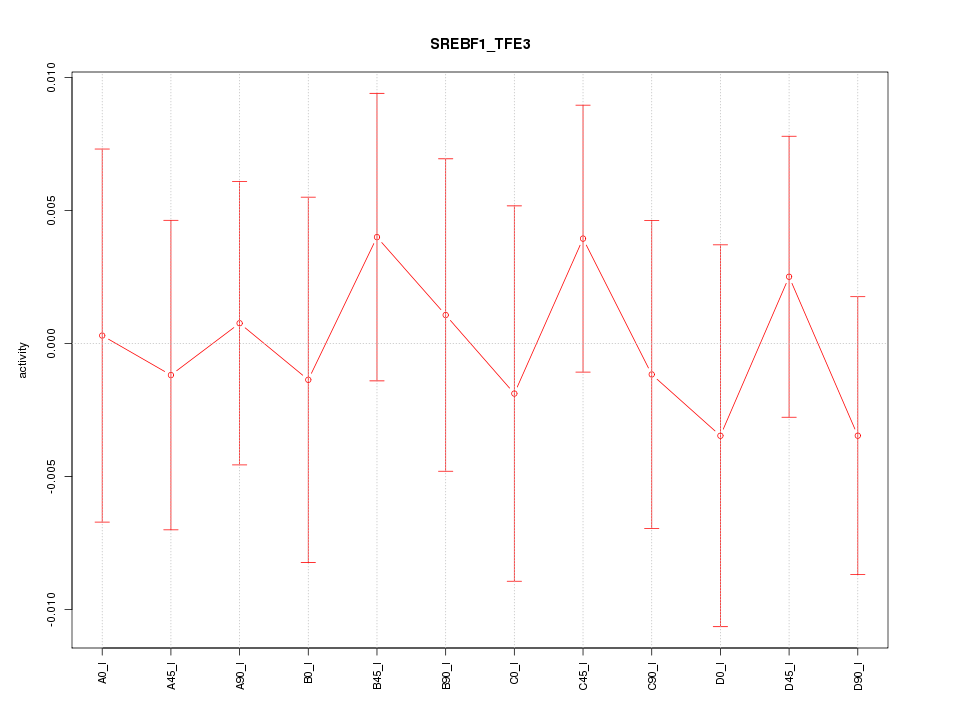 SREBF1_TFE3
activity
0.010
0.005
0.000
-0.005
-0.010
A0_I
A45_I
A90_I
B0_I
B45_I
B90_I
C0_I
C45_I
C90_I
D0_I
D45_I
D90_I